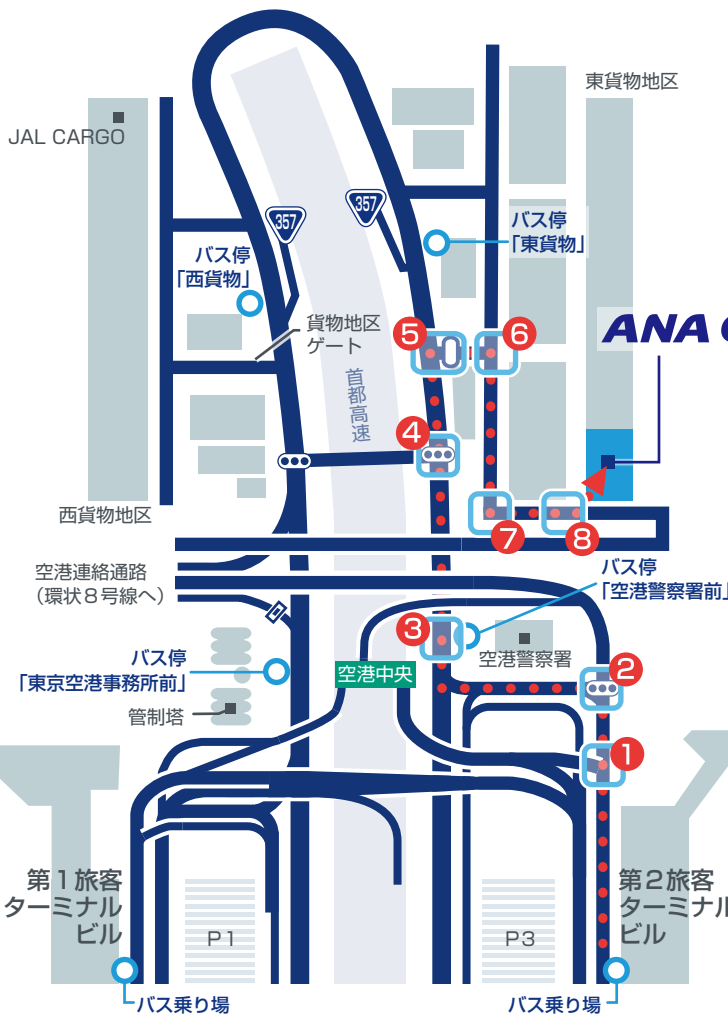 東貨物地区
JAL CARGO
357
357
バス停
「東貨物」
バス停
「西貨物」
貨物地区
ゲート
5
6
ANA
首都高速
4
西貨物地区
7
8
空港連絡通路
（環状8号線へ）
バス停
「空港警察署前」
3
空港警察署
バス停
「東京空港事務所前」
空港中央
2
管制塔
1
第1旅客
ターミナル
ビル
P1
P3
第2旅客
ターミナル
ビル
バス乗り場
バス乗り場